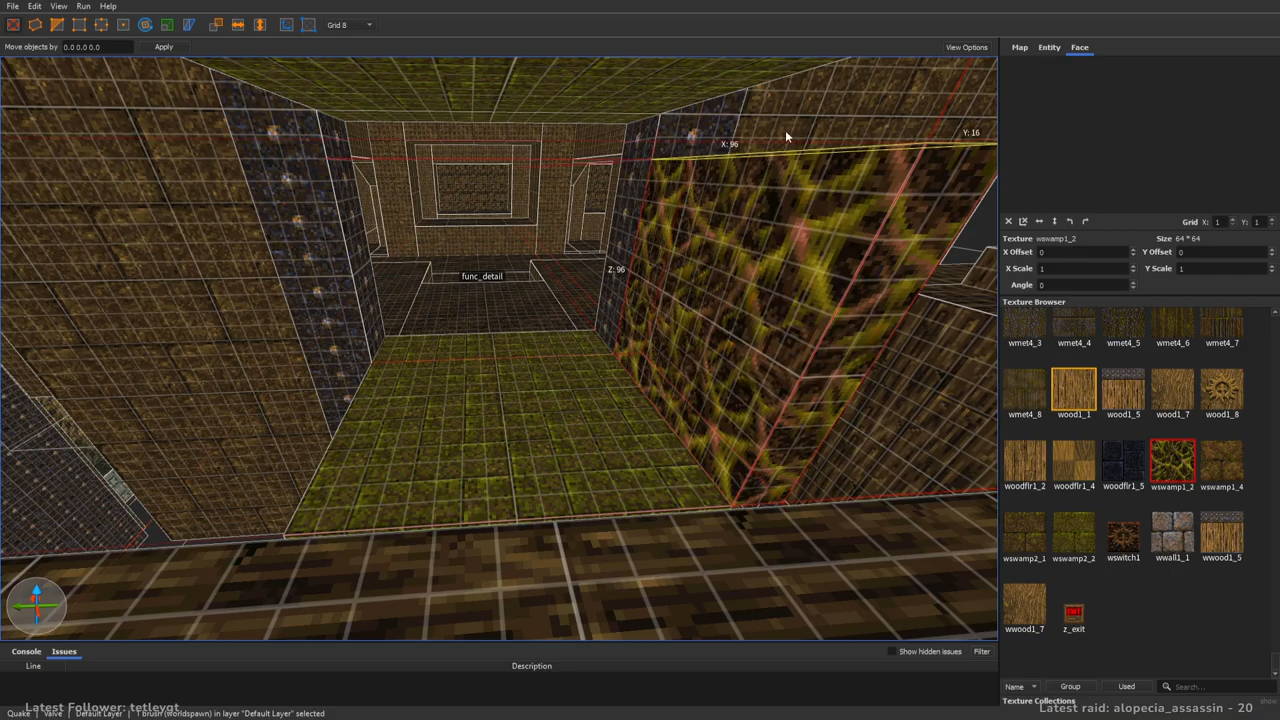 File Edit View Run Help
Grid 8
Move objects by 0.0 0.0 0.0 Apply View Options
Map Entity Face
X: 96
Y: 16
Z: 96
func_detail
Grid X: 1 Y: 1
Texture wswamp1_2 Size 64 * 64
X Offset 0 Y Offset 0
X Scale 1 Y Scale 1
Angle 0
Texture Browser
wmet4_3 wmet4_4 wmet4_5 wmet4_6 wmet4_7
wmet4_8 wood1_1 wood1_5 wood1_7 wood1_8
woodflr1_2 woodflr1_4 woodflr1_5 wswamp1_2 wswamp1_4
wswamp2_1 wswamp2_2 wswitch1 wwall1_1 wwood1_5
wwood1_7 z_exit
Console Issues Show hidden issues Filter
Line Description
Name Group Used Search...
Texture Collections show
Latest Follower: tetleygt
Latest raid: alopecia_assassin - 20
Quake Valve Default Layer 1 brush (worldspawn) in layer "Default Layer" selected